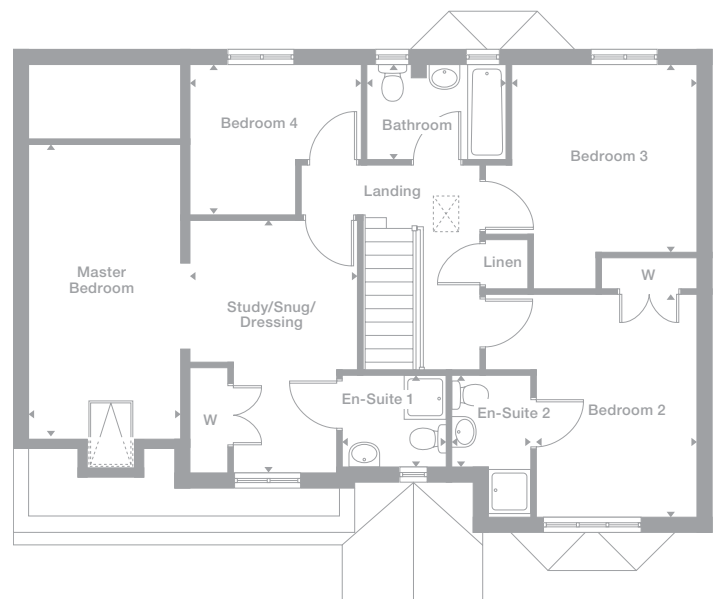 Bedroom 4
Bathroom
Bedroom 3
Landing
Linen
W
Master
Bedroom
Study/Snug/
Dressing
En-Suite 1
W
En-Suite 2
Bedroom 2